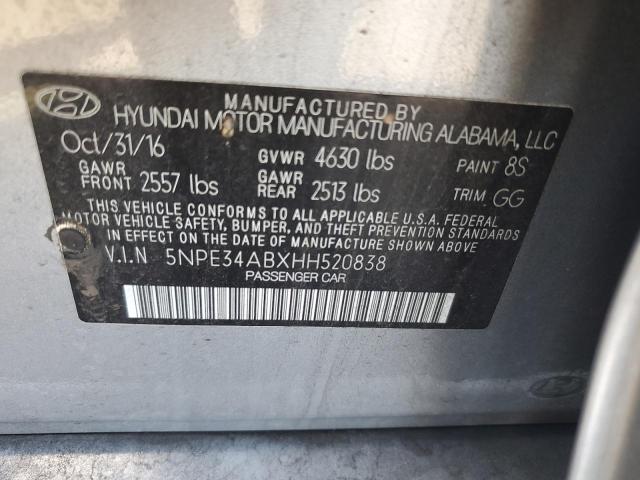 MANUFACTURED BY
HYUNDAI MOTOR MANUFACTURING ALABAMA, LLC
Oct/31/16 GVWR 4630 lbs PAINT 8S
GAWR FRONT 2557 lbs GAWR REAR 2513 lbs TRIM GG
THIS VEHICLE CONFORMS TO ALL APPLICABLE U.S.A. FEDERAL
MOTOR VEHICLE SAFETY, BUMPER, AND THEFT PREVENTION STANDARDS
IN EFFECT ON THE DATE OF MANUFACTURE SHOWN ABOVE.
V.I.N 5NPE34ABXHH520838
PASSENGER CAR